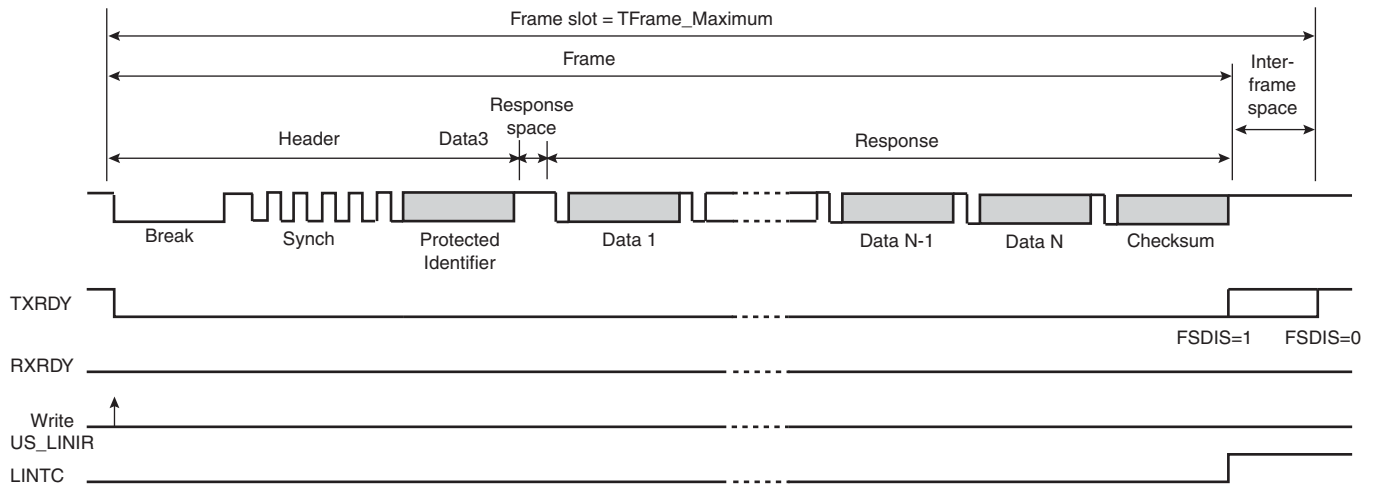 Frame slot = TFrame_Maximum
Frame
Inter-
frame
space
Response
space
Header
Data3
Response
Break
Synch
Protected
Identifier
Data 1
Data N-1
Data N
Checksum
TXRDY
FSDIS=1
FSDIS=0
RXRDY
Write
US_LINIR
LINTC